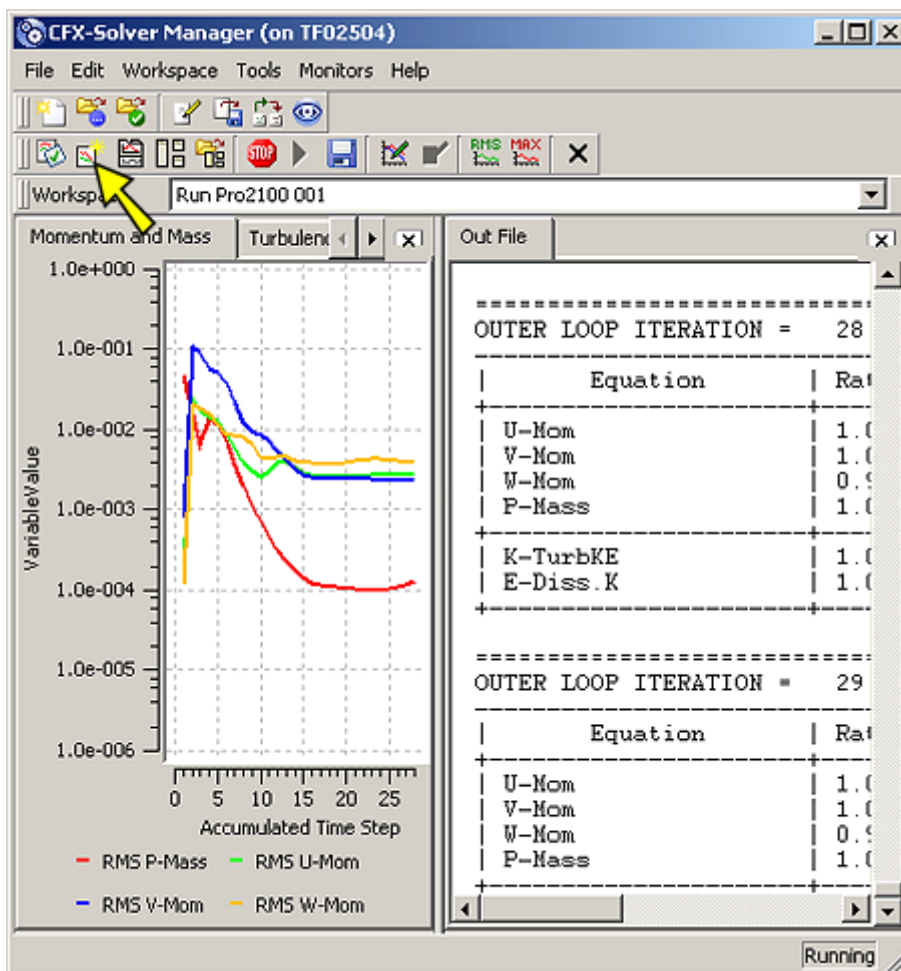 CFX-Solver Manager (on TF02504)
File Edit Workspace Tools Monitors Help
STOP RMS MAX
Run Pro2100 001
Momentum and Mass
1.0e+000
1.0e-001
1.0e-002
1.0e-003
1.0e-004
1.0e-005
1.0e-006
VariableValue
0 5 10 15 20 25
Accumulated Time Step
RMS P-Mass RMS U-Mom
RMS V-Mom RMS W-Mom
Out File
OUTER LOOP ITERATION = 28
Equation
U-Mom
V-Mom
W-Mom
P-Mass
K-TurbKE
E-Diss.K
OUTER LOOP ITERATION = 29
Equation
U-Mom
V-Mom
W-Mom
P-Mass
Running